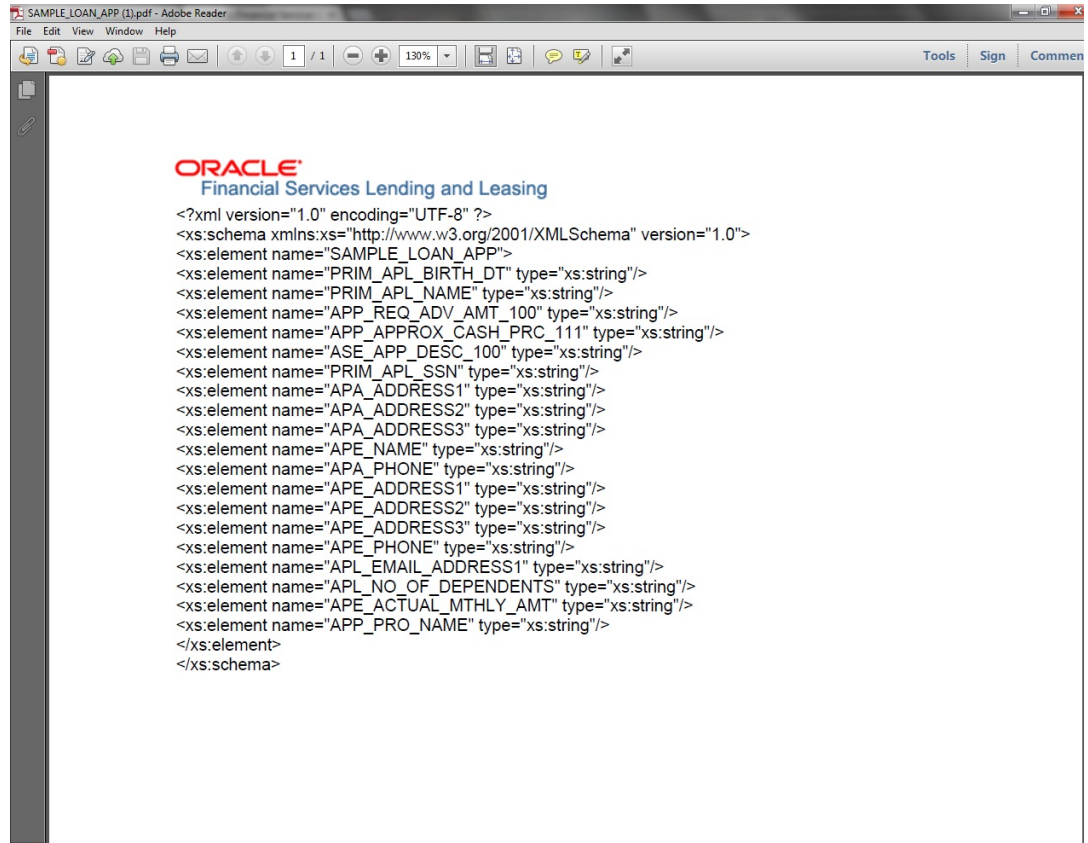 SAMPLE_LOAN_APP (1).pdf - Adobe Reader
File Edit View Window Help
1 / 1 130% Tools Sign Commen
ORACLE
Financial Services Lending and Leasing
<?xml version="1.0" encoding="UTF-8" ?>
<xs:schema xmlns:xs="http://www.w3.org/2001/XMLSchema" version="1.0">
<xs:element name="SAMPLE_LOAN_APP">
<xs:element name="PRIM_APL_BIRTH_DT" type="xs:string"/>
<xs:element name="PRIM_APL_NAME" type="xs:string"/>
<xs:element name="APP_REQ_ADV_AMT_100" type="xs:string"/>
<xs:element name="APP_APPROX_CASH_PRC_111" type="xs:string"/>
<xs:element name="ASE_APP_DESC_100" type="xs:string"/>
<xs:element name="PRIM_APL_SSN" type="xs:string"/>
<xs:element name="APA_ADDRESS1" type="xs:string"/>
<xs:element name="APA_ADDRESS2" type="xs:string"/>
<xs:element name="APA_ADDRESS3" type="xs:string"/>
<xs:element name="APE_NAME" type="xs:string"/>
<xs:element name="APA_PHONE" type="xs:string"/>
<xs:element name="APE_ADDRESS1" type="xs:string"/>
<xs:element name="APE_ADDRESS2" type="xs:string"/>
<xs:element name="APE_ADDRESS3" type="xs:string"/>
<xs:element name="APE_PHONE" type="xs:string"/>
<xs:element name="APL_EMAIL_ADDRESS1" type="xs:string"/>
<xs:element name="APL_NO_OF_DEPENDENTS" type="xs:string"/>
<xs:element name="APE_ACTUAL_MTHLY_AMT" type="xs:string"/>
<xs:element name="APP_PRO_NAME" type="xs:string"/>
</xs:element>
</xs:schema>